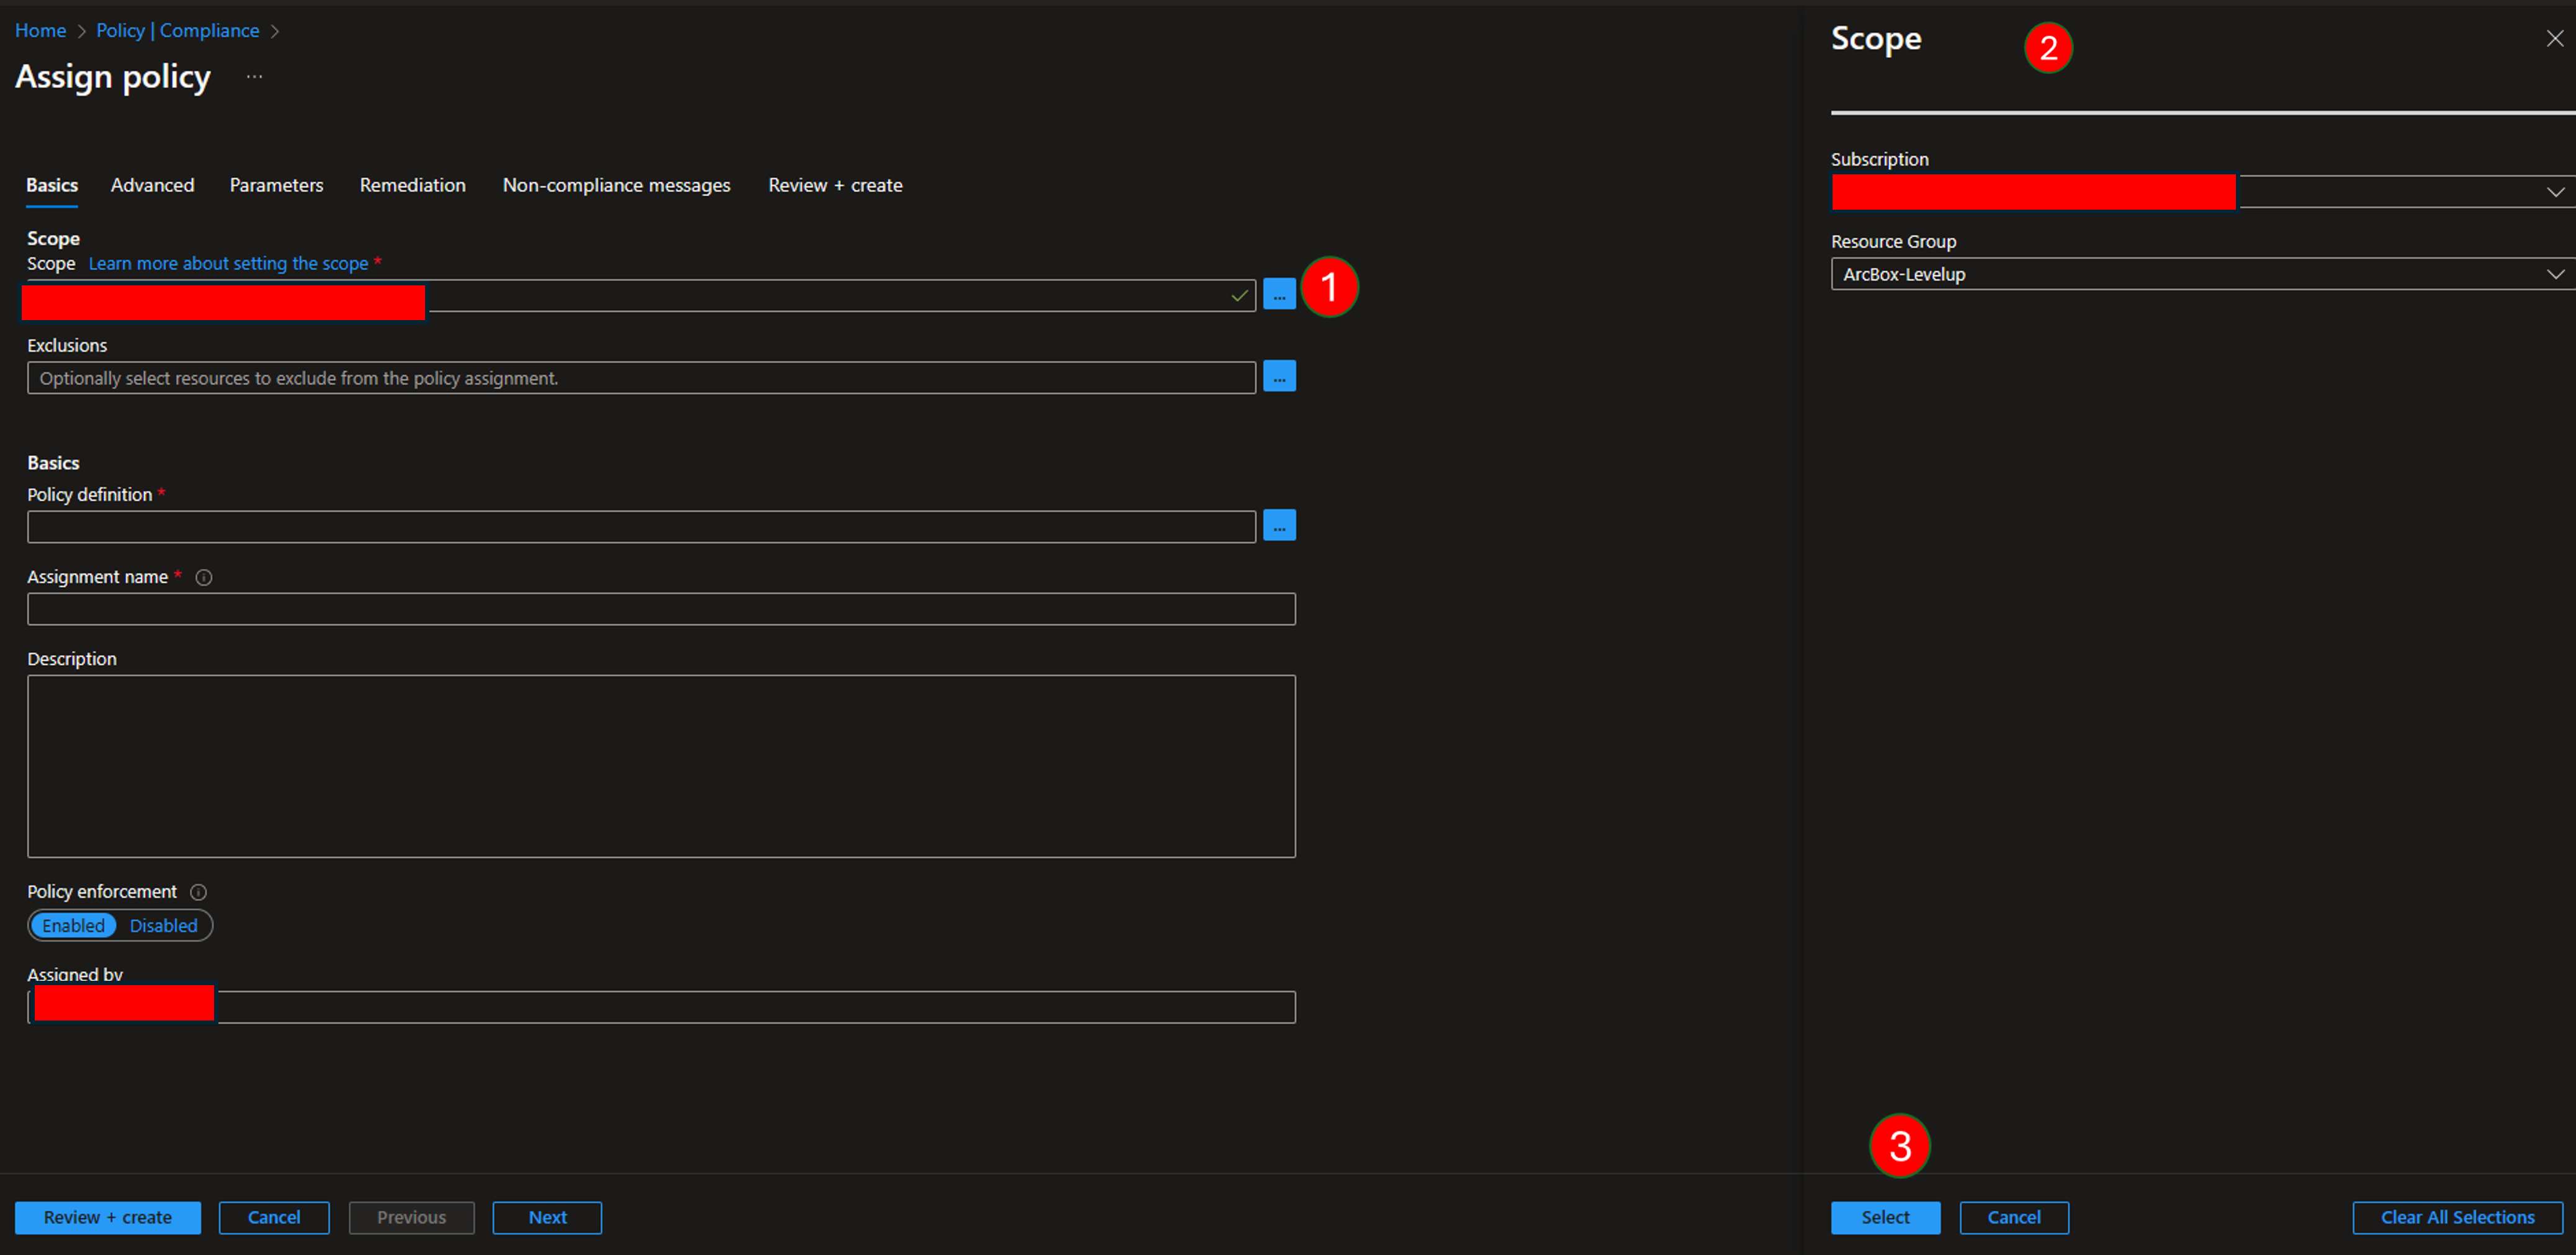 Home > Policy | Compliance >
Assign policy ...
Basics Advanced Parameters Remediation Non-compliance messages Review + create
Scope
Scope Learn more about setting the scope *
...
1
Exclusions
Optionally select resources to exclude from the policy assignment.
...
Basics
Policy definition *
...
Assignment name *
Description
Policy enforcement
Enabled Disabled
Assigned by
Review + create Cancel Previous Next
Scope
2
Subscription
Resource Group
ArcBox-Levelup
3
Select Cancel Clear All Selections